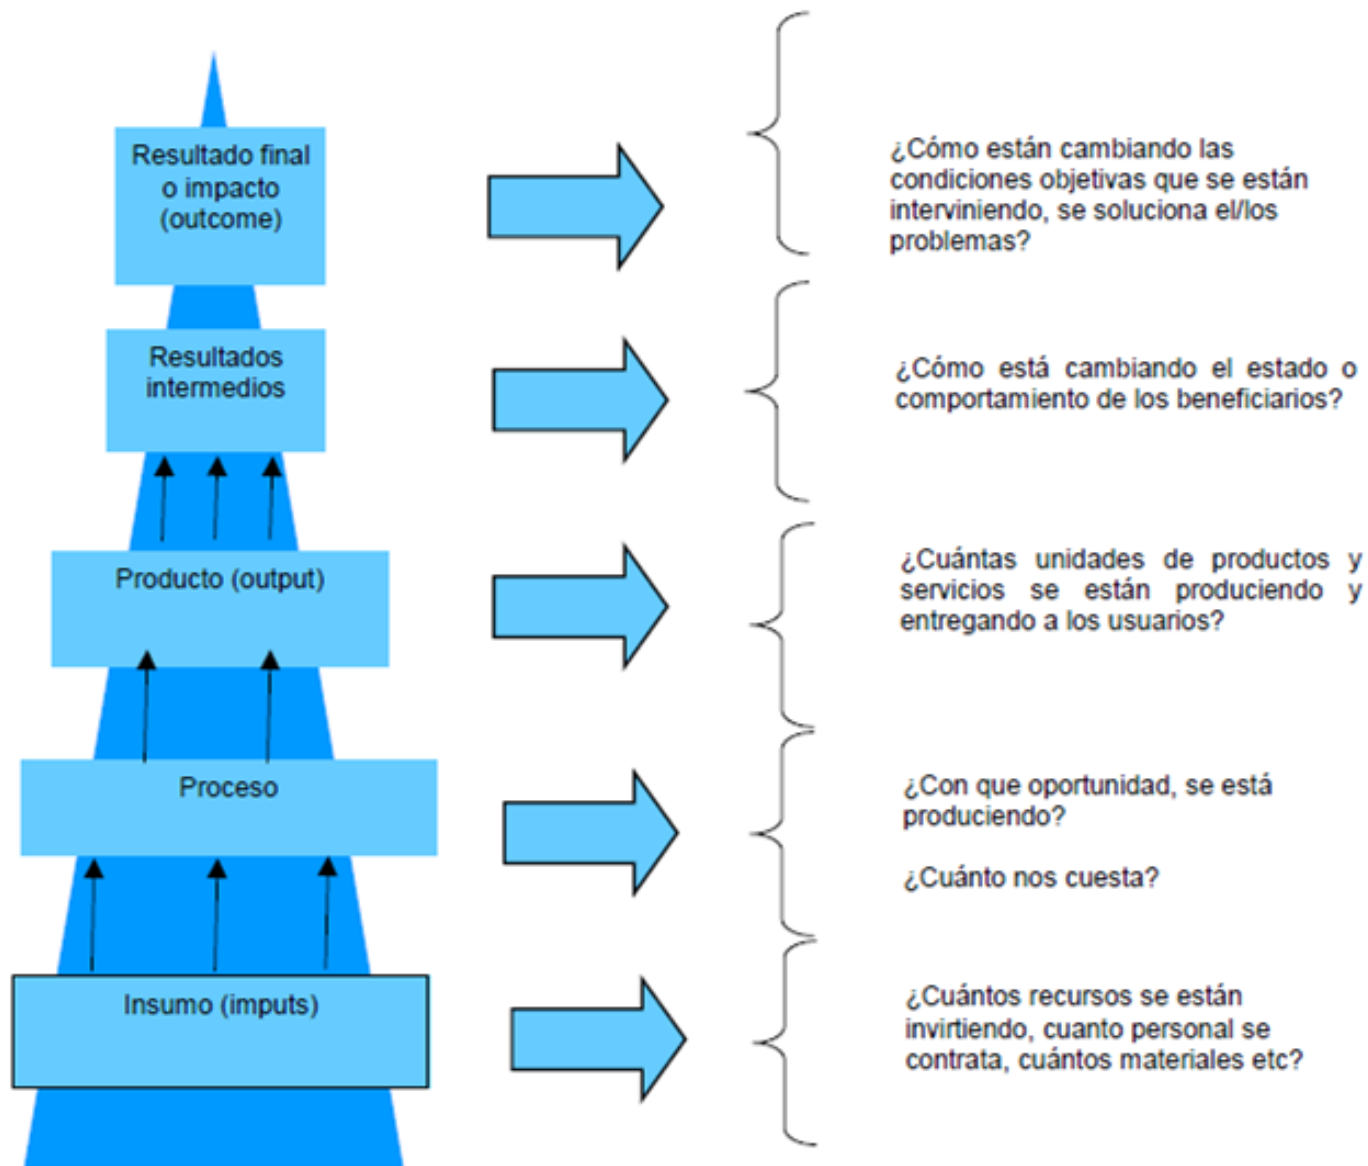 Resultado final
o impacto
(outcome)
¿Cómo están cambiando las
condiciones objetivas que se están
interviniendo, se soluciona el/los
problemas?
Resultados
intermedios
¿Cómo está cambiando el estado o
comportamiento de los beneficiarios?
Producto (output)
¿Cuántas unidades de productos y
servicios se están produciendo y
entregando a los usuarios?
Proceso
¿Con que oportunidad, se está
produciendo?
¿Cuánto nos cuesta?
Insumo (imputs)
¿Cuántos recursos se están
invirtiendo, cuanto personal se
contrata, cuántos materiales etc?